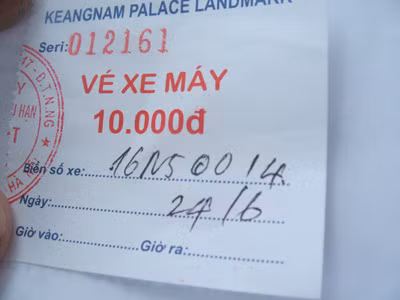 KEANGNAM PALACE LANDMARK
Seri: 012161
VÉ XE MÁY
10.000đ
Biển số xe: 16N5 0014
Ngày: 24/6
Giờ vào: Giờ ra: